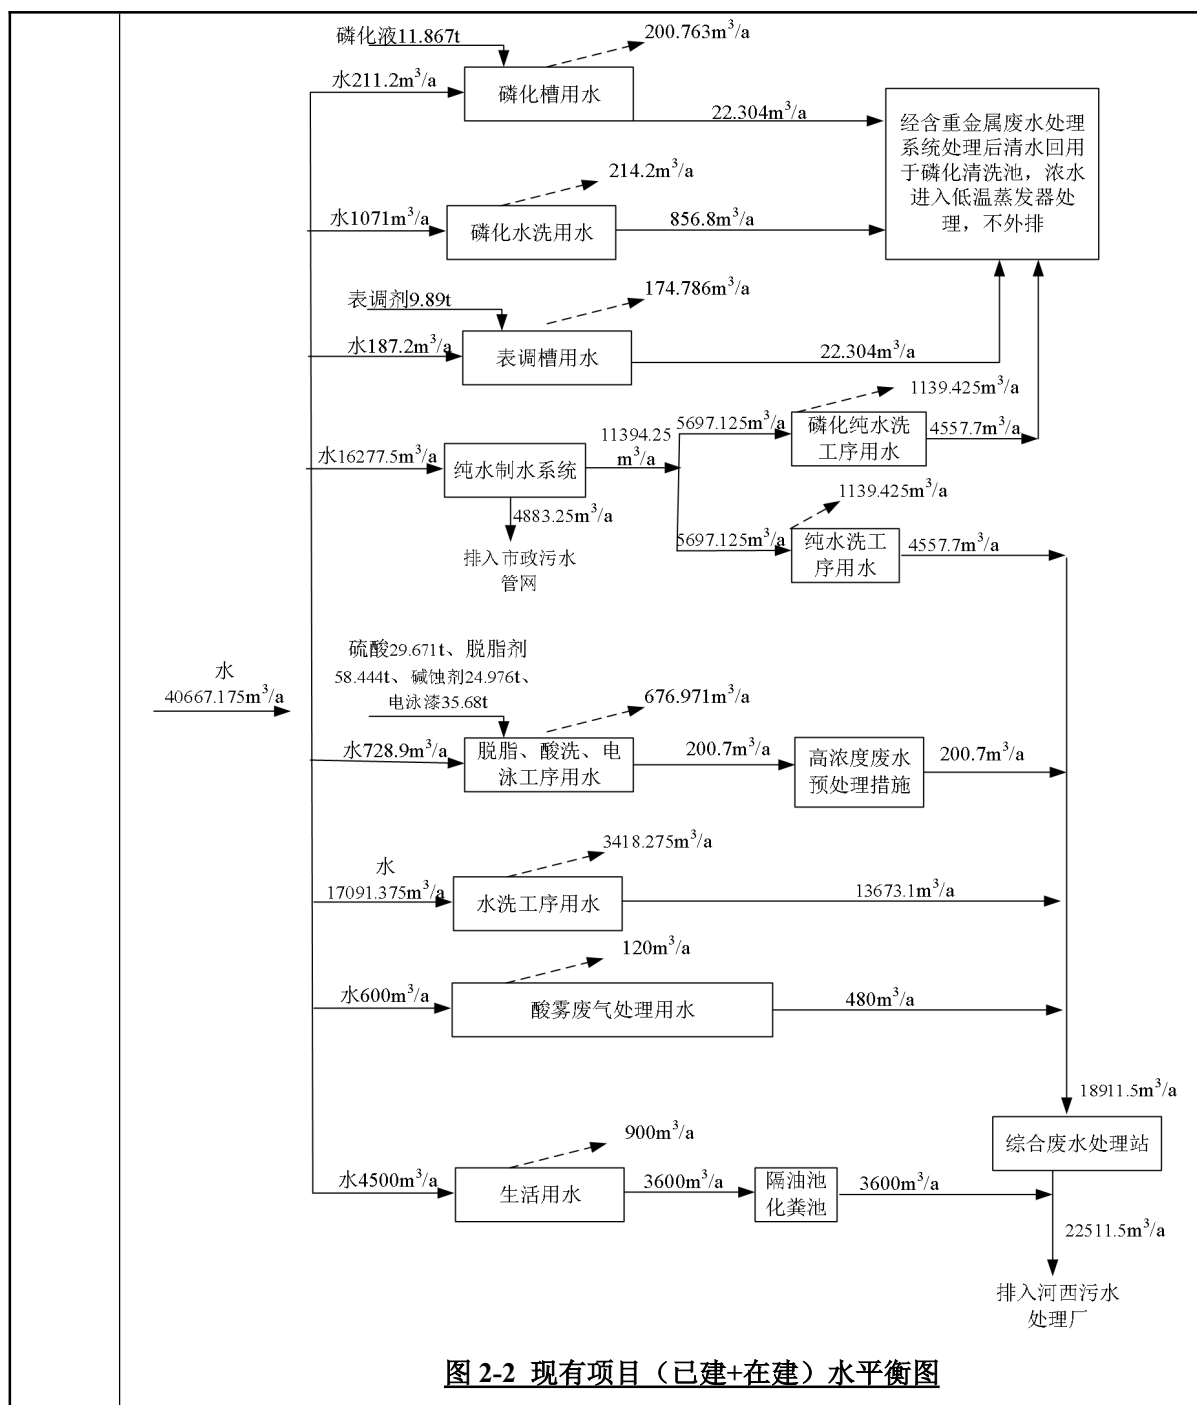 磷化液11.867t
200.763m³/a
水211.2m³/a
磷化槽用水
22.304m³/a
经含重金属废水处理
系统处理后清水回用
于磷化清洗池，浓水
进入低温蒸发器处
理，不外排
214.2m³/a
水1071m³/a
磷化水洗用水
856.8m³/a
表调剂9.89t
174.786m³/a
水187.2m³/a
表调槽用水
22.304m³/a
1139.425m³/a
5697.125m³/a
磷化纯水洗
工序用水
4557.7m³/a
水16277.5m³/a
纯水制水系统
11394.25
m³/a
4883.25m³/a
排入市政污水
管网
1139.425m³/a
5697.125m³/a
纯水洗工
序用水
4557.7m³/a
水
40667.175m³/a
硫酸29.671t、脱脂剂
58.444t、碱蚀剂24.976t、
电泳漆35.68t
676.971m³/a
水728.9m³/a
脱脂、酸洗、电
泳工序用水
200.7m³/a
高浓度废水
预处理措施
200.7m³/a
3418.275m³/a
水
17091.375m³/a
水洗工序用水
13673.1m³/a
120m³/a
水600m³/a
酸雾废气处理用水
480m³/a
18911.5m³/a
综合废水处理站
900m³/a
水4500m³/a
生活用水
3600m³/a
隔油池
化粪池
3600m³/a
22511.5m³/a
排入河西污水
处理厂
图 2-2 现有项目（已建+在建）水平衡图